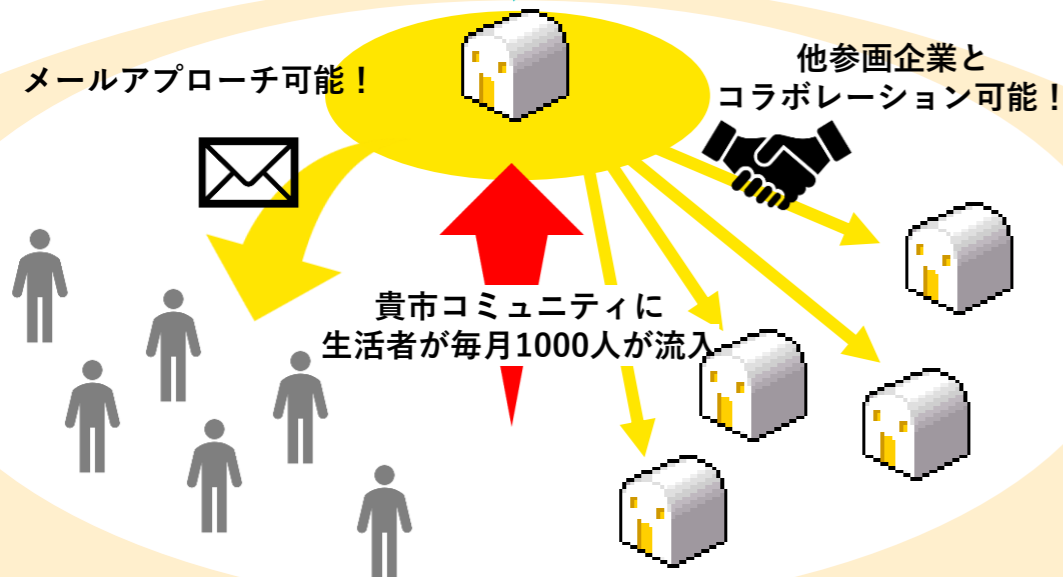 メールアプローチ可能！
他参画企業と
コラボレーション可能！
貴市コミュニティに
生活者が毎月1000人が流入